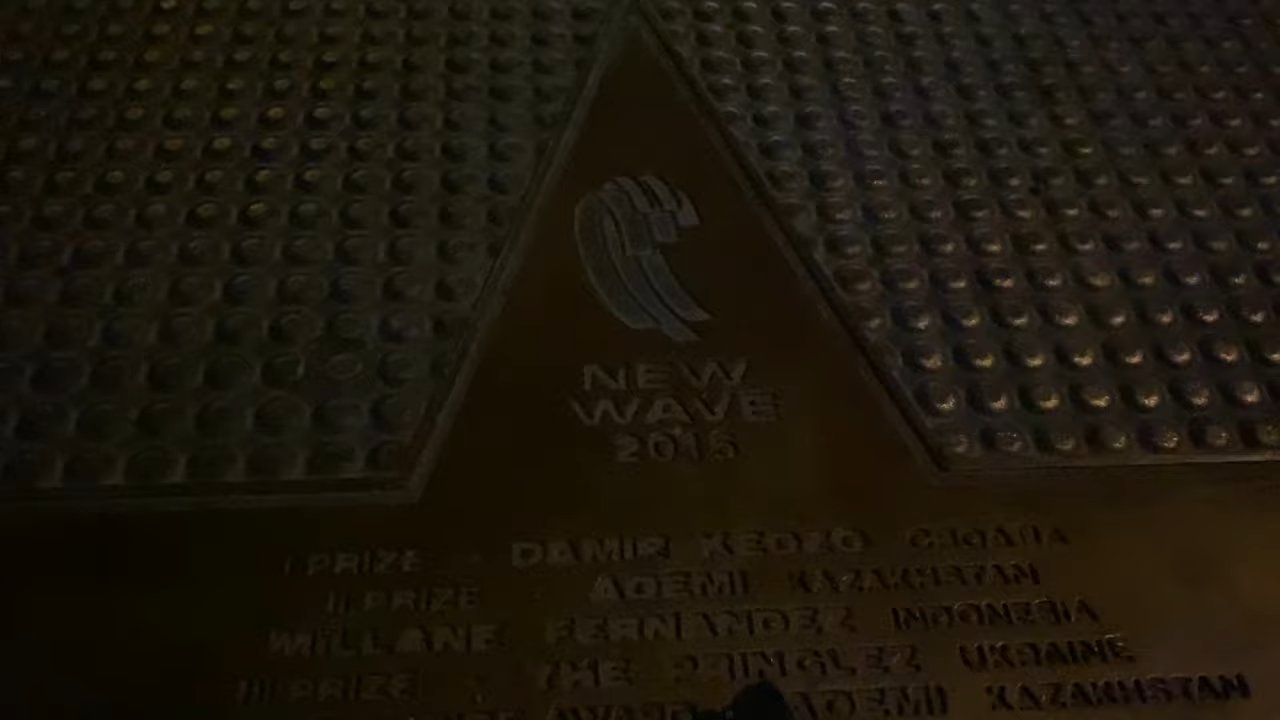 NEW
WAVE
2015
I PRIZE - DAMIR KEDZO CROATIA
II PRIZE - ADEMI KAZAKHSTAN
MILLANE FERNANDEZ INDONESIA
III PRIZE - THE PRINGLEZ UKRAINE
ADEMI KAZAKHSTAN